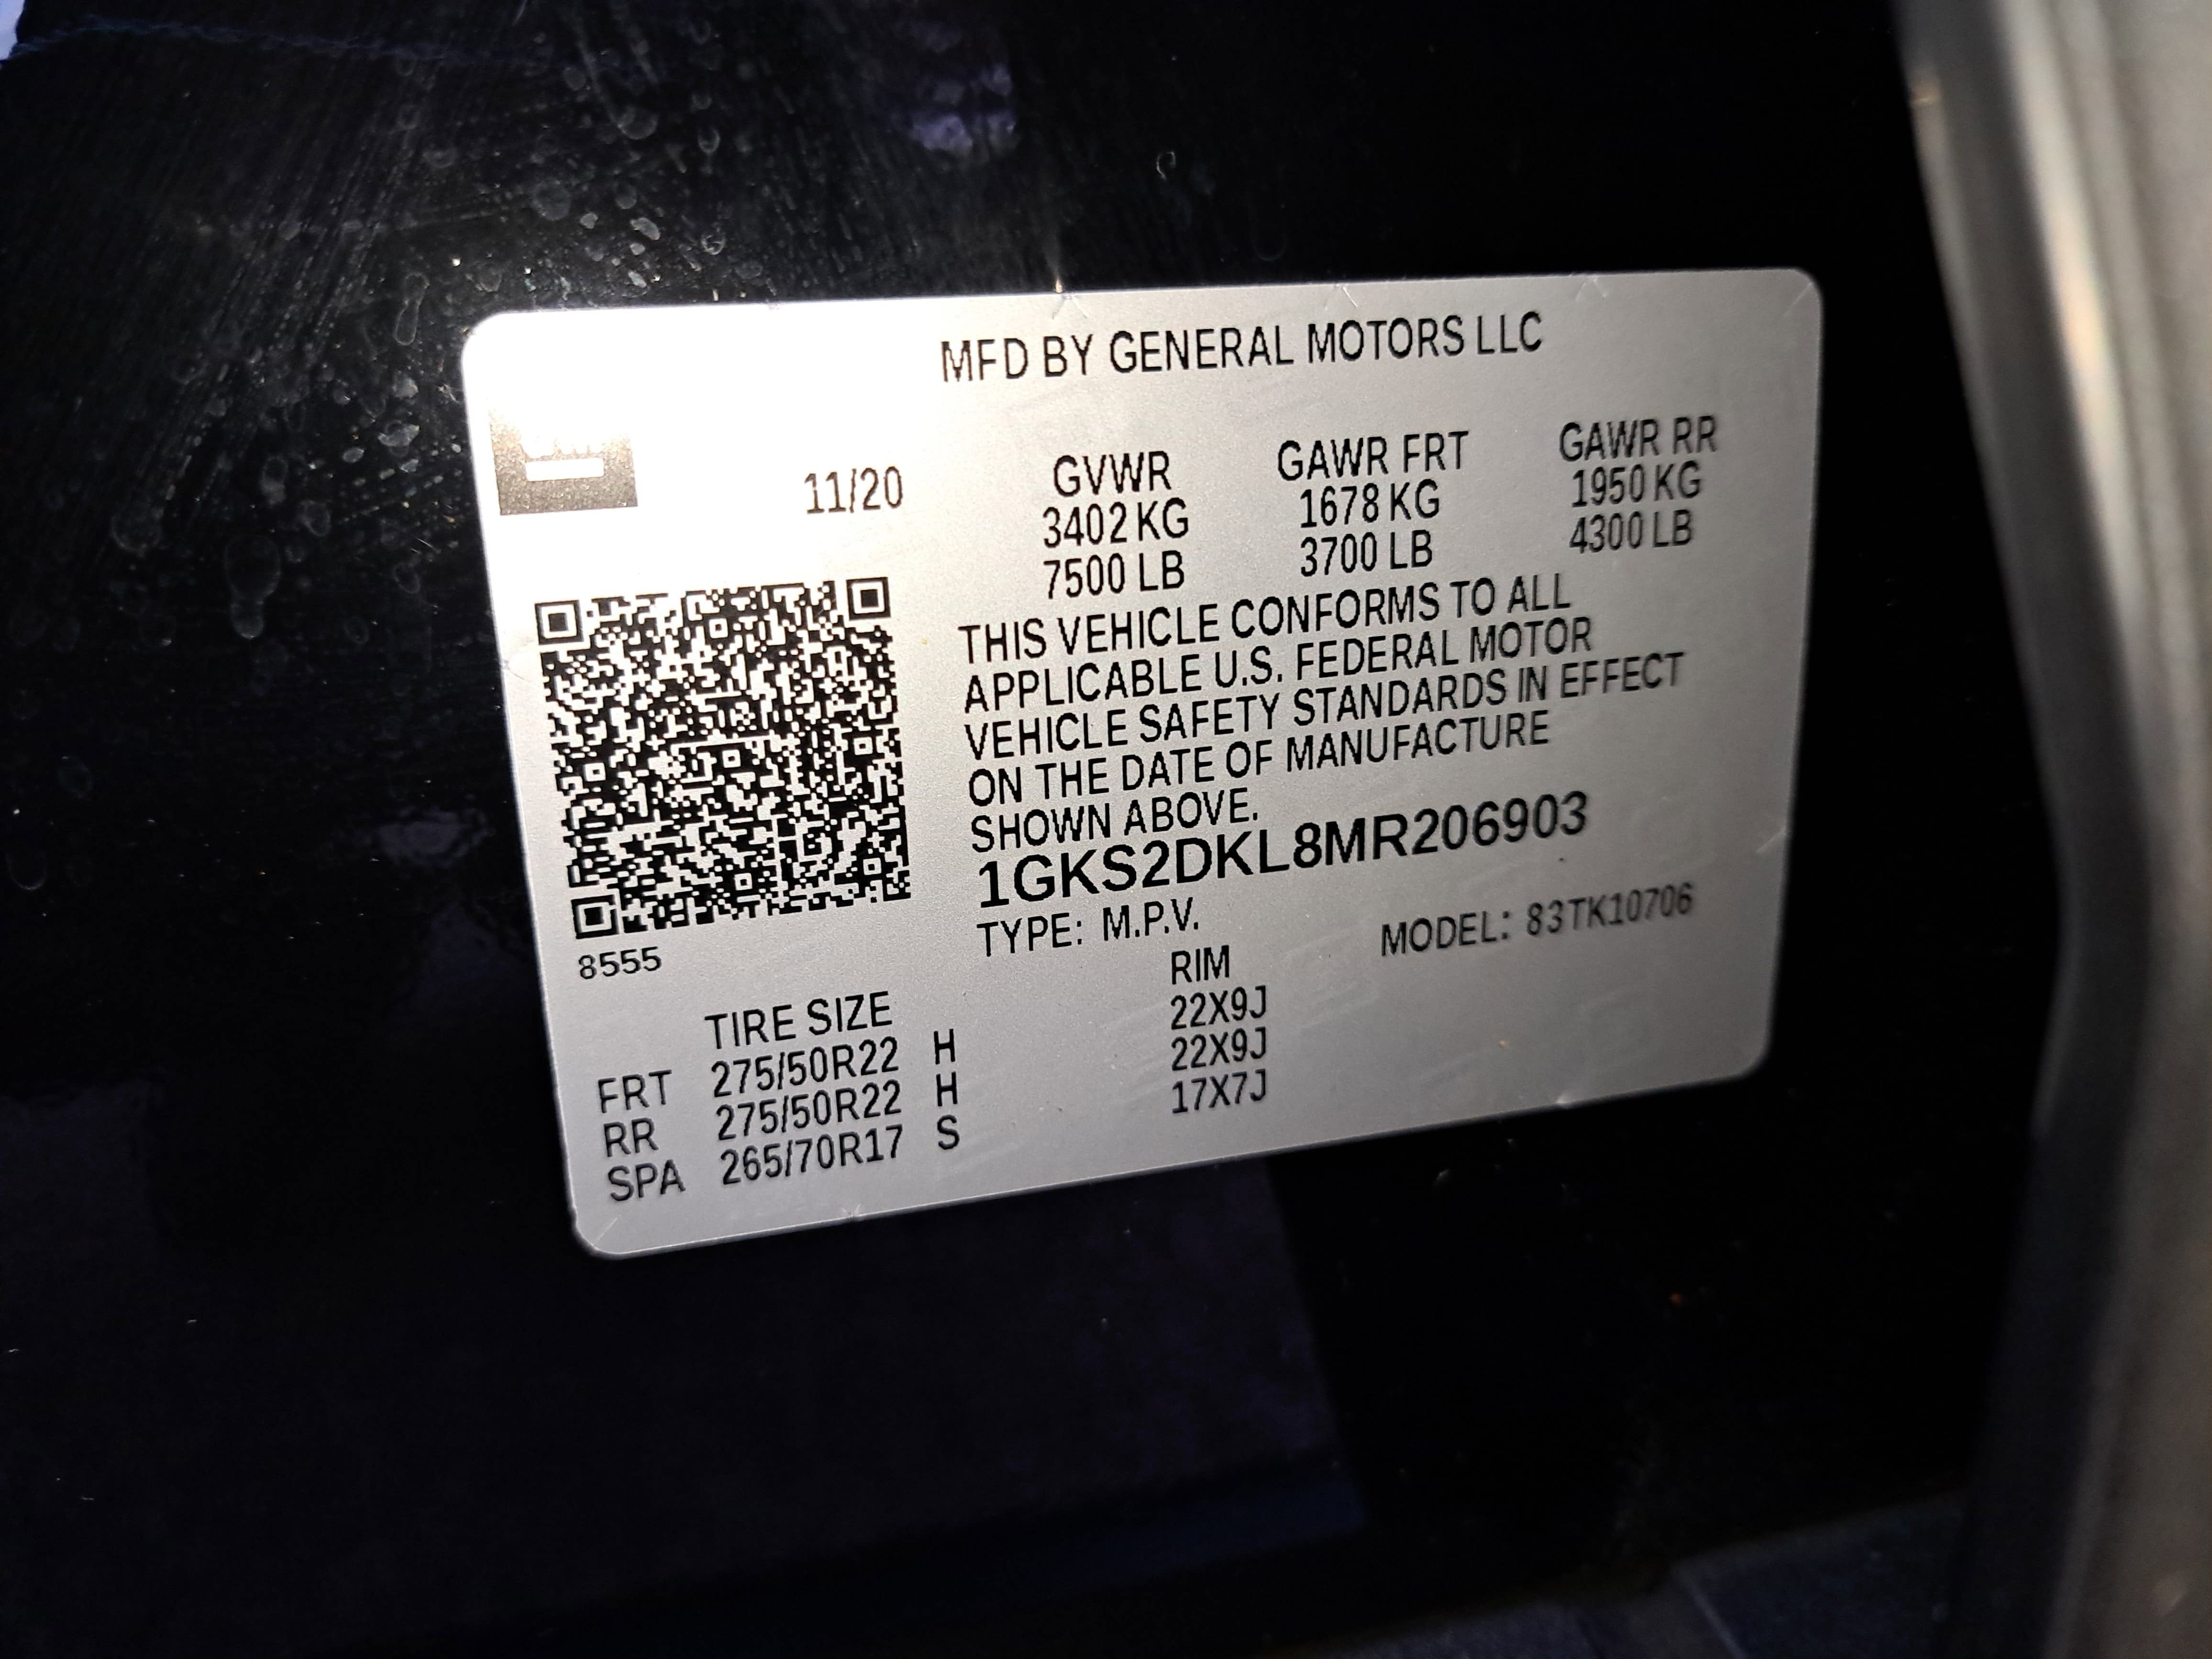 MFD BY GENERAL MOTORS LLC
11/20 GVWR GAWR FRT GAWR RR
3402 KG 1678 KG 1950 KG
7500 LB 3700 LB 4300 LB
THIS VEHICLE CONFORMS TO ALL
APPLICABLE U.S. FEDERAL MOTOR
VEHICLE SAFETY STANDARDS IN EFFECT
ON THE DATE OF MANUFACTURE
SHOWN ABOVE.
1GKS2DKL8MR206903
TYPE: M.P.V. MODEL: 83TK10706
8555
TIRE SIZE RIM
FRT 275/50R22 H 22X9J
RR 275/50R22 H 22X9J
SPA 265/70R17 S 17X7J